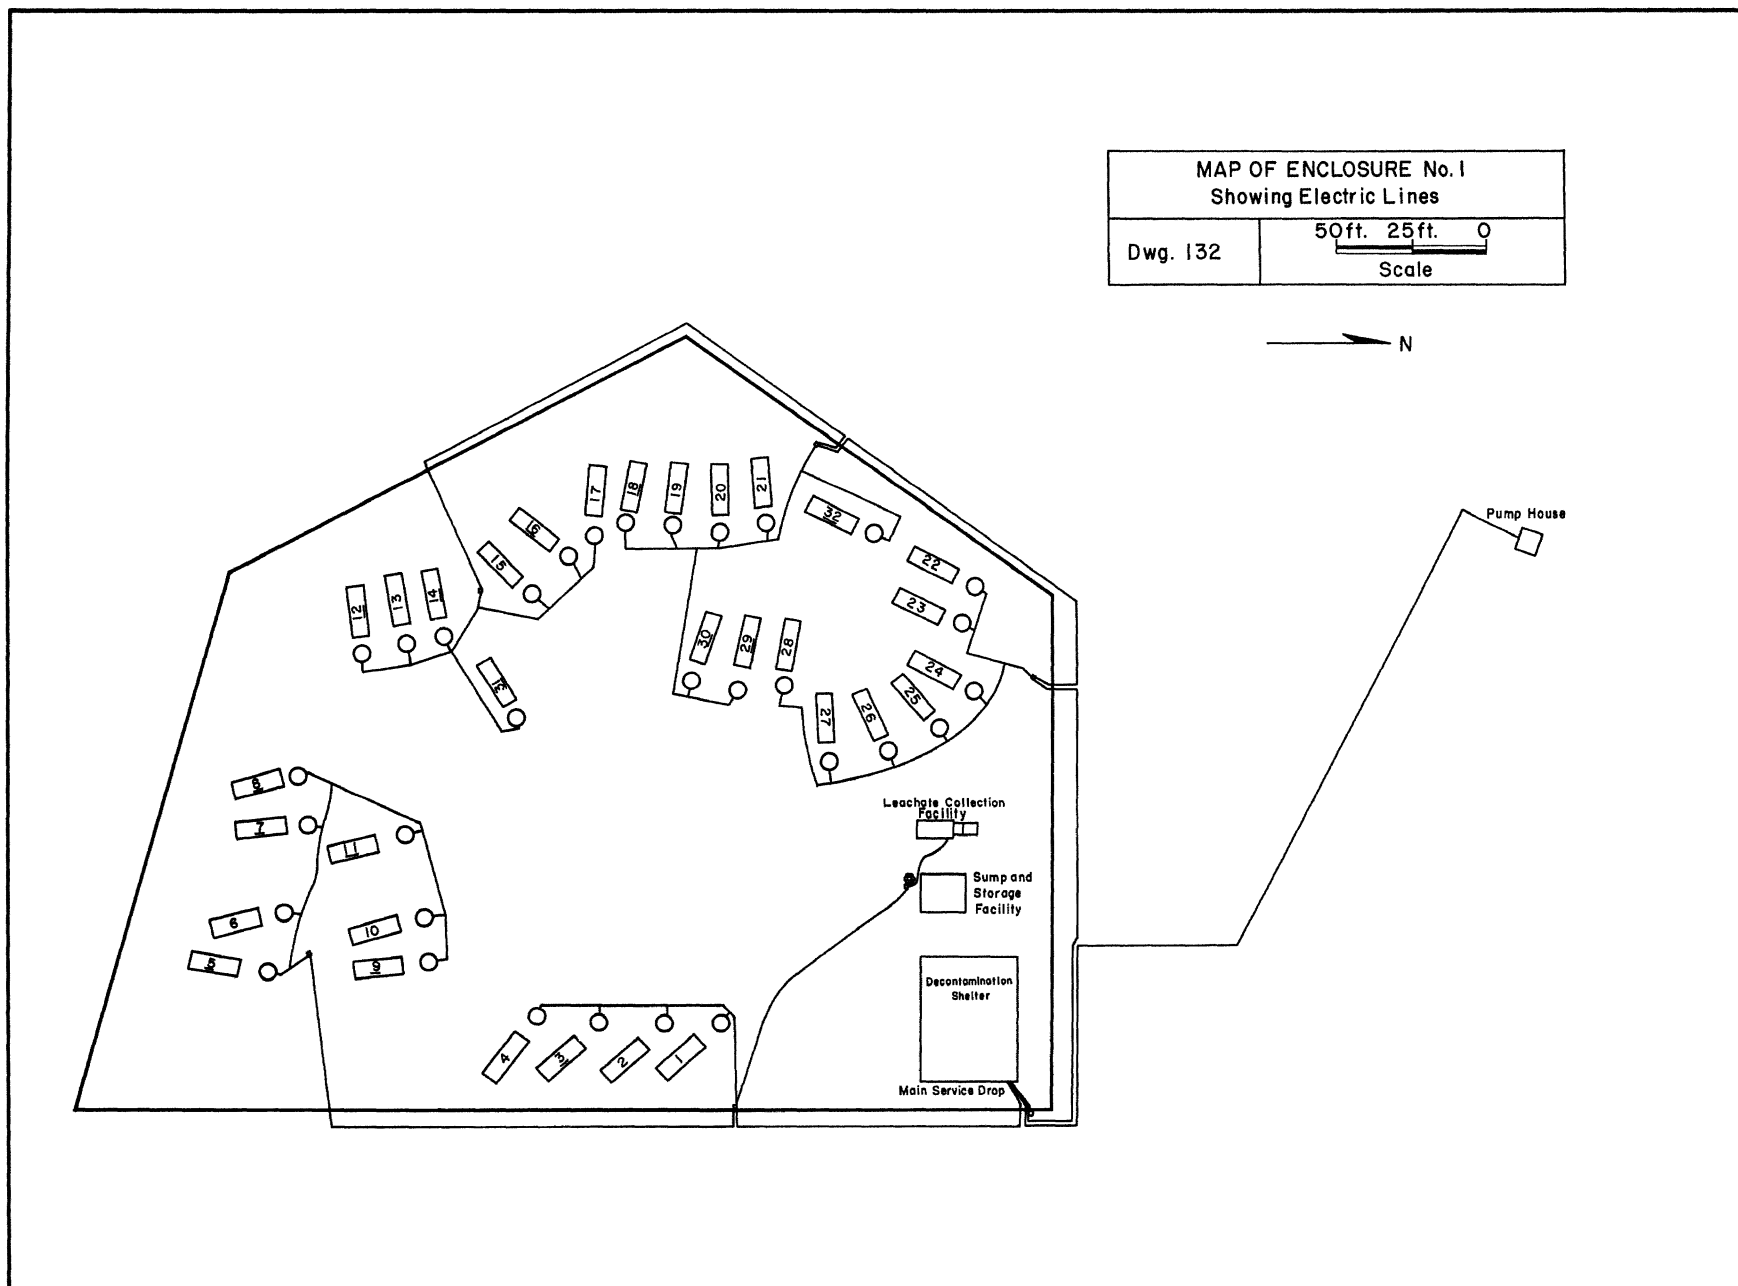 MAP OF ENCLOSURE No. 1
Showing Electric Lines
Dwg. 132
50ft. 25ft. 0
Scale
N
Pump House
17
18
19
20
21
16
15
32
22
23
12
13
14
31
30
29
28
24
25
26
27
8
7
11
6
10
5
9
Leachate Collection
Facility
Sump and
Storage
Facility
Decontamination
Shelter
4
3
2
1
Main Service Drop